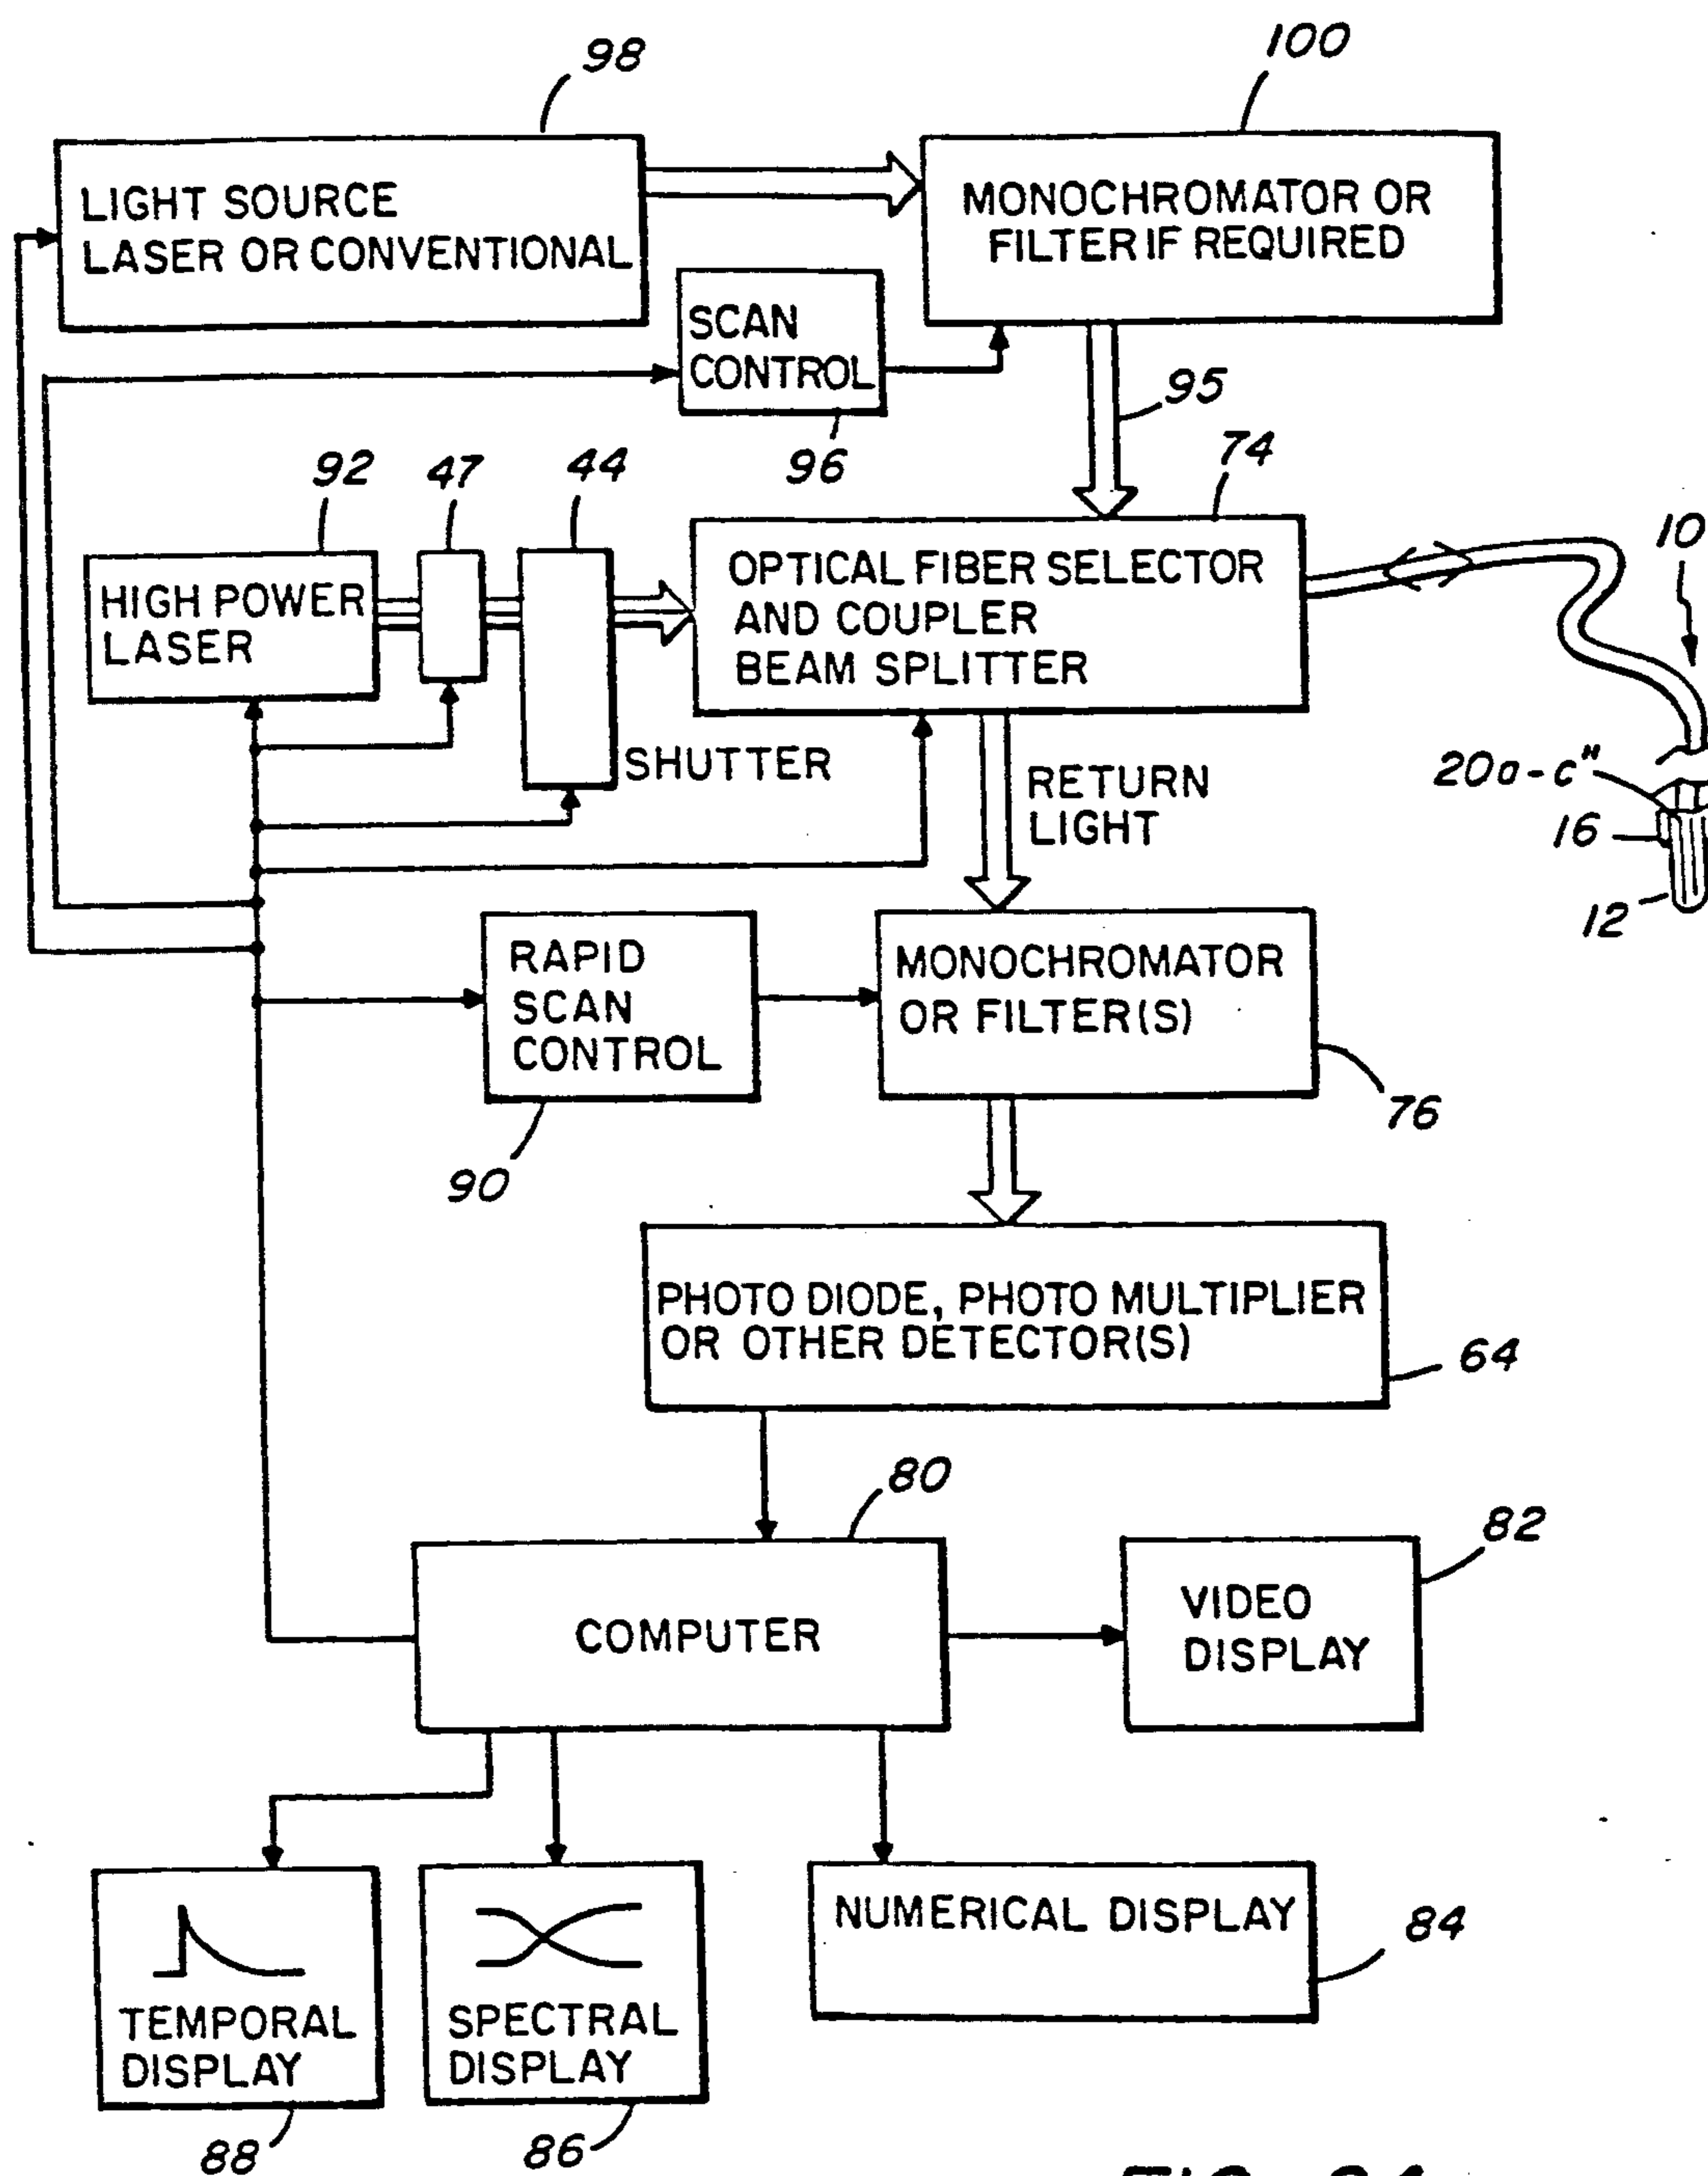 98
100
LIGHT SOURCE
LASER OR CONVENTIONAL
MONOCHROMATOR OR
FILTER IF REQUIRED
SCAN
CONTROL
96
95
92
47
44
74
10
HIGH POWER
LASER
OPTICAL FIBER SELECTOR
AND COUPLER
BEAM SPLITTER
SHUTTER
RETURN
LIGHT
20a-c"
16
12
RAPID
SCAN
CONTROL
MONOCHROMATOR
OR FILTER(S)
76
90
PHOTO DIODE, PHOTO MULTIPLIER
OR OTHER DETECTOR(S)
64
80
82
COMPUTER
VIDEO
DISPLAY
NUMERICAL DISPLAY
84
TEMPORAL
DISPLAY
SPECTRAL
DISPLAY
88
86